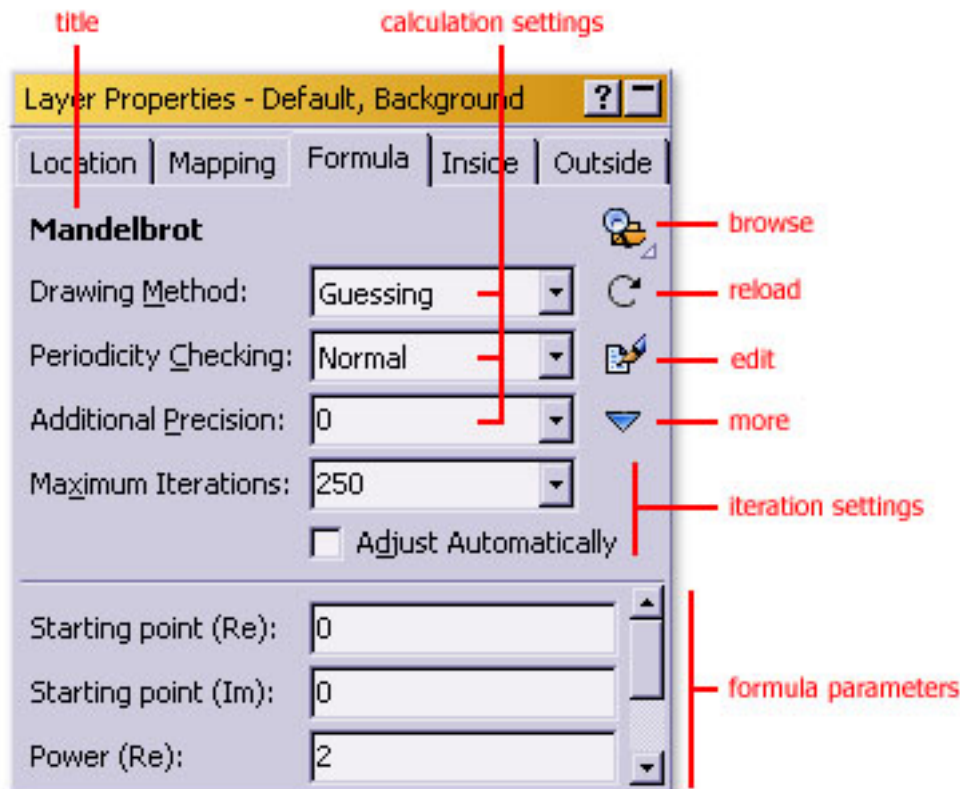 title
calculation settings
Layer Properties - Default, Background
Location Mapping Formula Inside Outside
Mandelbrot
browse
Drawing Method: Guessing
reload
Periodicity Checking: Normal
edit
Additional Precision: 0
more
Maximum Iterations: 250
iteration settings
Adjust Automatically
Starting point (Re): 0
Starting point (Im): 0
formula parameters
Power (Re): 2